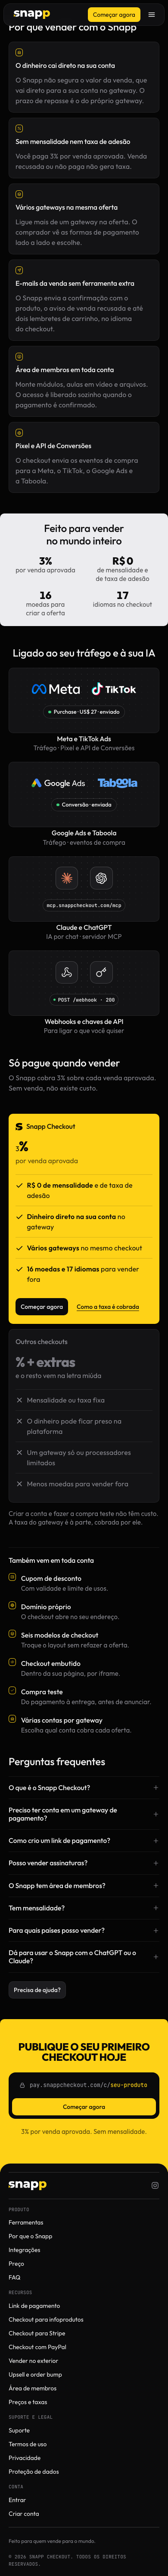 snapp
Começar agora
Por que vender com o Snapp
O dinheiro cai direto na sua conta
O Snapp não segura o valor da venda, que
vai direto para a sua conta no gateway. O
prazo de repasse é o do próprio gateway.
Sem mensalidade nem taxa de adesão
Você paga 3% por venda aprovada. Venda
recusada ou não paga não gera taxa.
Vários gateways na mesma oferta
Ligue mais de um gateway na oferta. O
comprador vê as formas de pagamento
lado a lado e escolhe.
E-mails da venda sem ferramenta extra
O Snapp envia a confirmação com o
produto, o aviso de venda recusada e até
dois lembretes de carrinho, no idioma
do checkout.
Área de membros em toda conta
Monte módulos, aulas em vídeo e arquivos.
O acesso é liberado sozinho quando o
pagamento é confirmado.
Pixel e API de Conversões
O checkout envia os eventos de compra
para a Meta, o TikTok, o Google Ads e
a Taboola.
Feito para vender
no mundo inteiro
3%
por venda aprovada
R$0
de mensalidade e
de taxa de adesão
16
moedas para
criar a oferta
17
idiomas no checkout
Ligado ao seu tráfego e à sua IA
Meta
TikTok
Purchase · US$ 27 · enviado
Meta e TikTok Ads
Tráfego · Pixel e API de Conversões
Google Ads
Taboola
Conversão · enviada
Google Ads e Taboola
Tráfego · eventos de compra
mcp.snappcheckout.com/mcp
Claude e ChatGPT
IA por chat · servidor MCP
POST /webhook · 200
Webhooks e chaves de API
Para ligar o que você quiser
Só pague quando vender
O Snapp cobra 3% sobre cada venda aprovada.
Sem venda, não existe custo.
Snapp Checkout
3%
por venda aprovada
R$ 0 de mensalidade e de taxa de
adesão
Dinheiro direto na sua conta no
gateway
Vários gateways no mesmo checkout
16 moedas e 17 idiomas para vender
fora
Começar agora
Como a taxa é cobrada
Outros checkouts
% + extras
e o resto vem na letra miúda
Mensalidade ou taxa fixa
O dinheiro pode ficar preso na
plataforma
Um gateway só ou processadores
limitados
Menos moedas para vender fora
Criar a conta e fazer a compra teste não têm custo.
A taxa do gateway é à parte, cobrada por ele.
Também vem em toda conta
Cupom de desconto
Com validade e limite de usos.
Domínio próprio
O checkout abre no seu endereço.
Seis modelos de checkout
Troque o layout sem refazer a oferta.
Checkout embutido
Dentro da sua página, por iframe.
Compra teste
Do pagamento à entrega, antes de anunciar.
Várias contas por gateway
Escolha qual conta cobra cada oferta.
Perguntas frequentes
O que é o Snapp Checkout?
Preciso ter conta em um gateway de
pagamento?
Como crio um link de pagamento?
Posso vender assinaturas?
O Snapp tem área de membros?
Tem mensalidade?
Para quais países posso vender?
Dá para usar o Snapp com o ChatGPT ou o
Claude?
Precisa de ajuda?
PUBLIQUE O SEU PRIMEIRO
CHECKOUT HOJE
pay.snappcheckout.com/c/seu-produto
Começar agora
3% por venda aprovada. Sem mensalidade.
snapp
PRODUTO
Ferramentas
Por que o Snapp
Integrações
Preço
FAQ
RECURSOS
Link de pagamento
Checkout para infoprodutos
Checkout para Stripe
Checkout com PayPal
Vender no exterior
Upsell e order bump
Área de membros
Preços e taxas
SUPORTE E LEGAL
Suporte
Termos de uso
Privacidade
Proteção de dados
CONTA
Entrar
Criar conta
Feito para quem vende para o mundo.
© 2026 SNAPP CHECKOUT. TODOS OS DIREITOS
RESERVADOS.